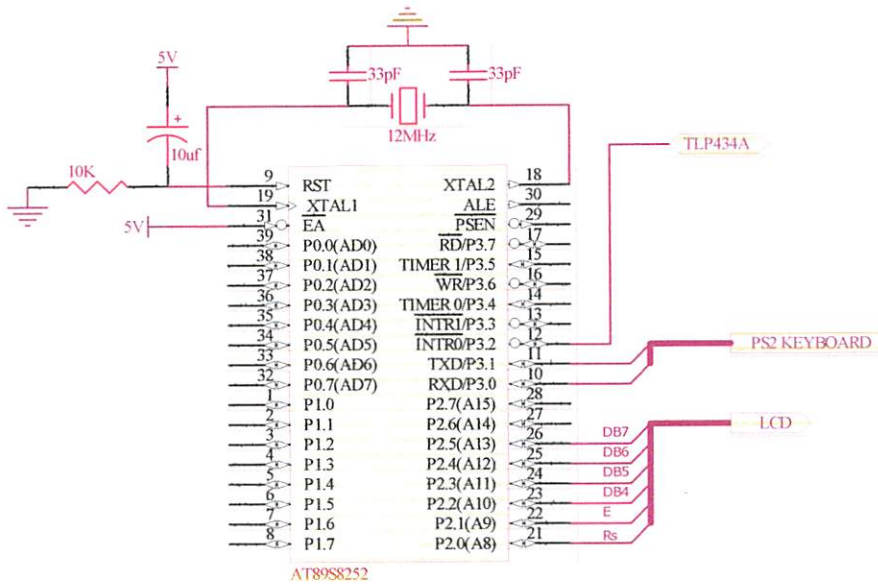 5V
33pF
33pF
+
12MHz
10uf
TLP434A
10K
9 RST XTAL2 18
19 XTAL1 ALE 30
5V 31 EA PSEN 29
39 P0.0(AD0) RD/P3.7 17
38 P0.1(AD1) TIMER 1/P3.5 15
37 P0.2(AD2) WR/P3.6 16
36 P0.3(AD3) TIMER 0/P3.4 14
35 P0.4(AD4) INTR1/P3.3 13
34 P0.5(AD5) INTR0/P3.2 12
33 P0.6(AD6) TXD/P3.1 11 PS2 KEYBOARD
32 P0.7(AD7) RXD/P3.0 10
1 P1.0 P2.7(A15) 28
2 P1.1 P2.6(A14) 27 LCD
3 P1.2 P2.5(A13) 26 DB7
4 P1.3 P2.4(A12) 25 DB6
5 P1.4 P2.3(A11) 24 DB5
6 P1.5 P2.2(A10) 23 DB4
7 P1.6 P2.1(A9) 22 E
8 P1.7 P2.0(A8) 21 Rs
AT89S8252